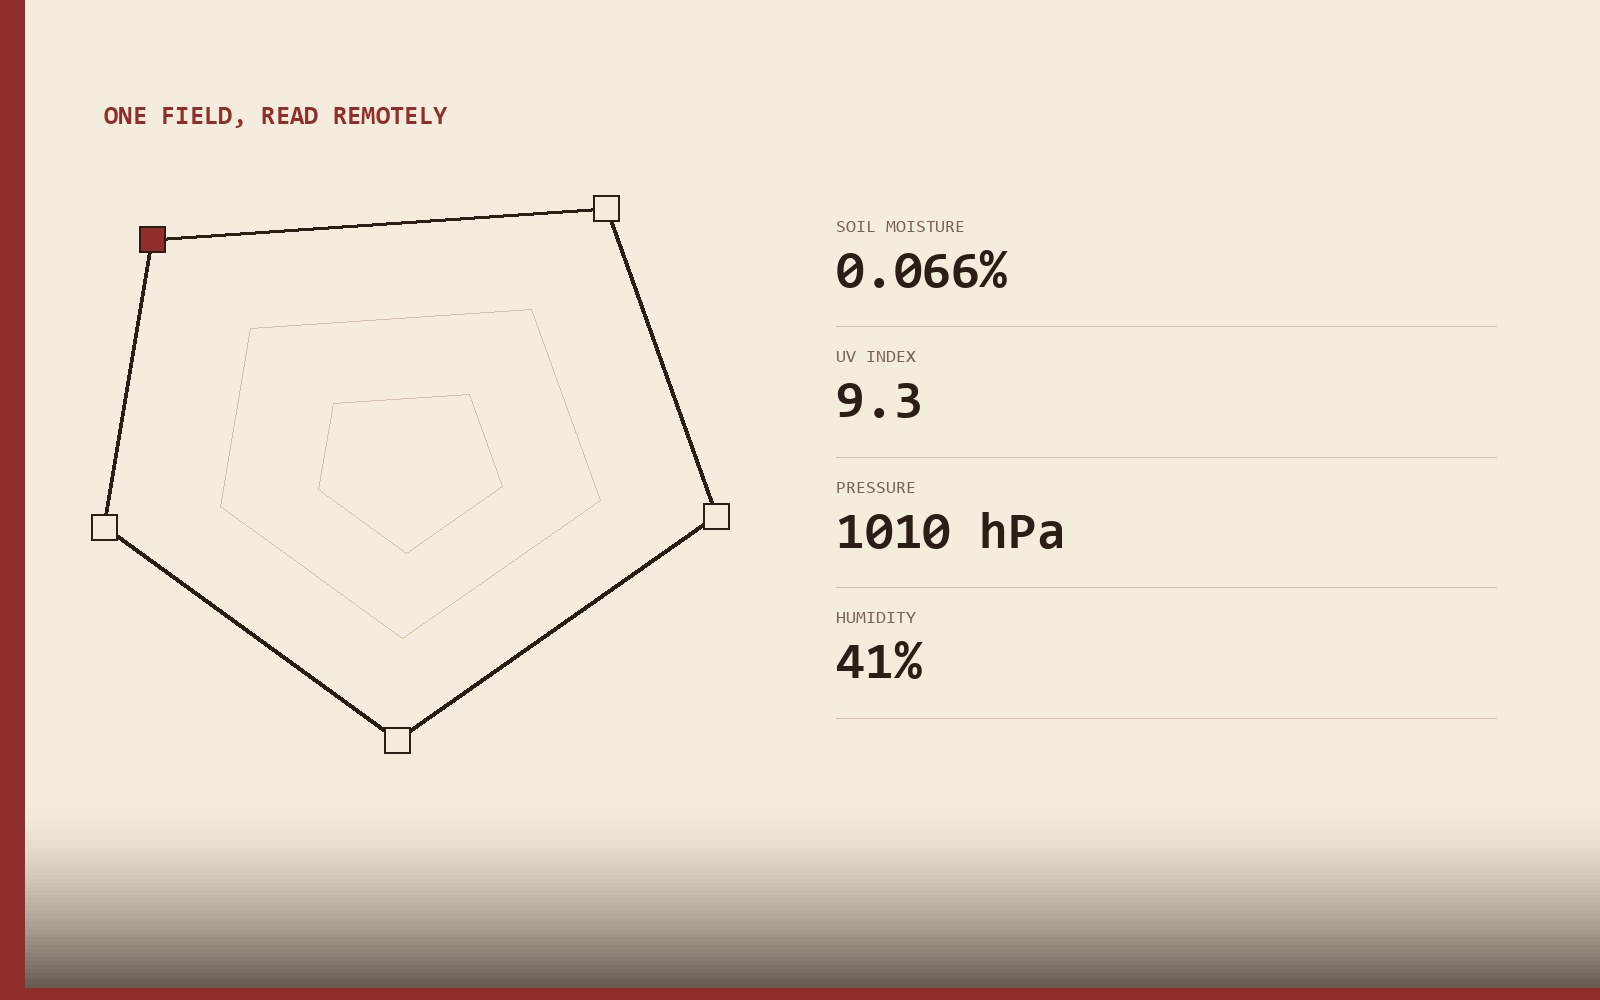 ONE FIELD, READ REMOTELY
SOIL MOISTURE
0.066%
UV INDEX
9.3
PRESSURE
1010 hPa
HUMIDITY
41%